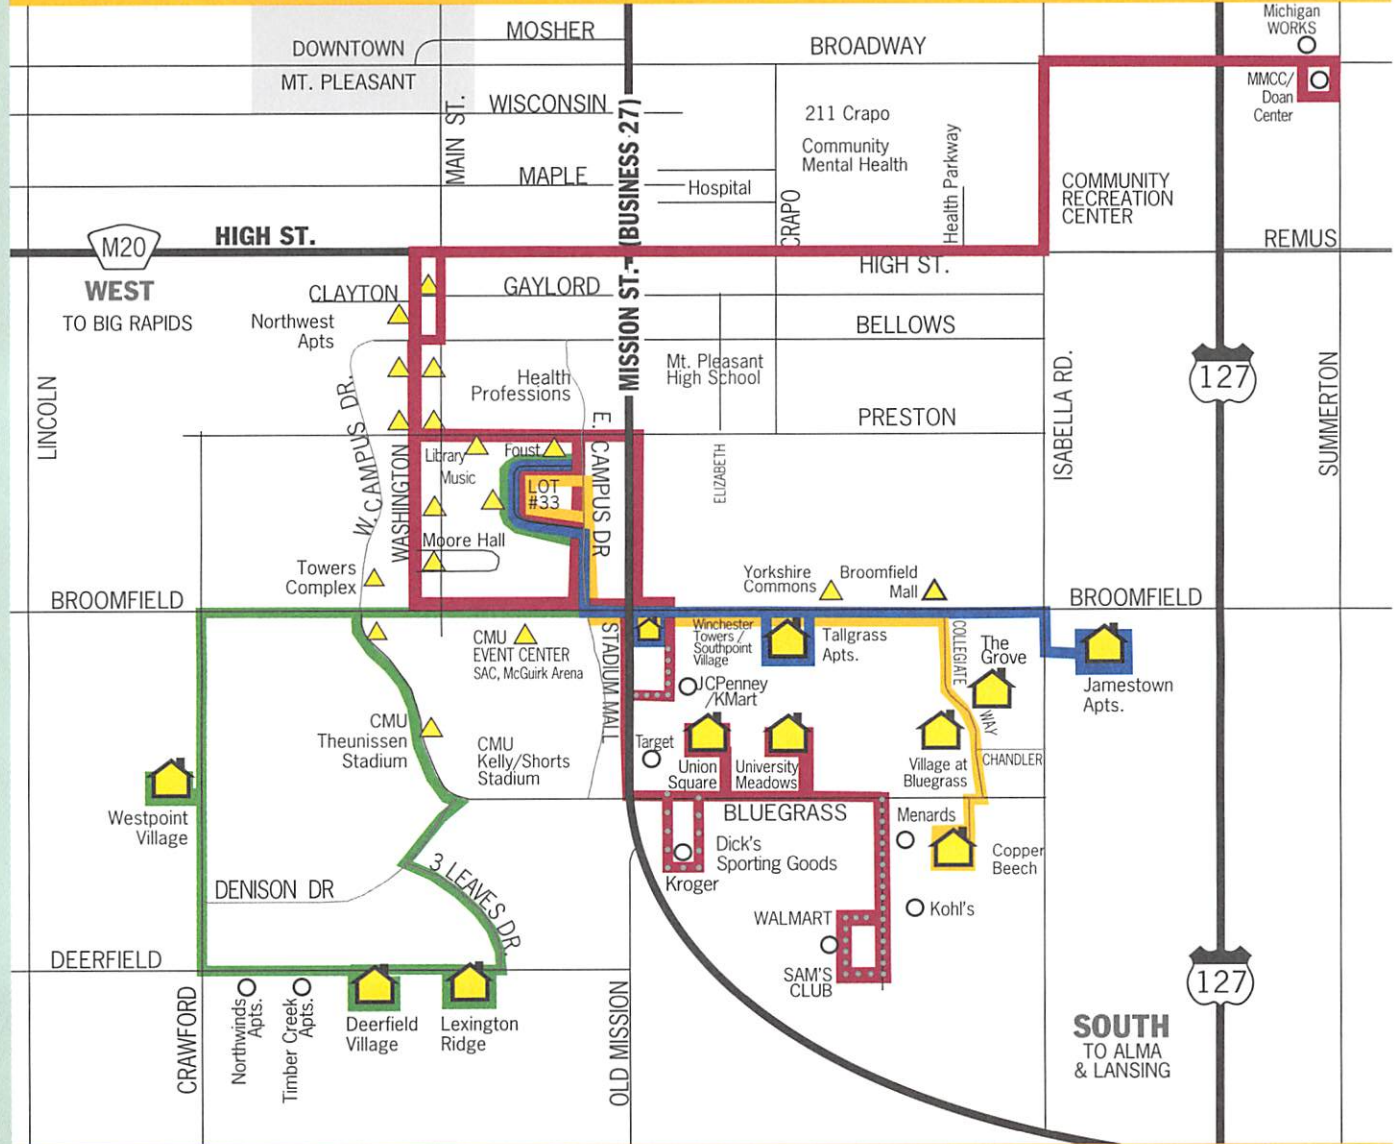 MOSHER
DOWNTOWN
MT. PLEASANT
BROADWAY
Michigan
WORKS
MMCC/
Doan
Center
WISCONSIN
MAIN ST.
MAPLE
MISSION ST. (BUSINESS 27)
Hospital
211 Crapo
Community
Mental Health
CRAPO
Health Parkway
COMMUNITY
RECREATION
CENTER
M20
HIGH ST.
HIGH ST.
REMUS
WEST
TO BIG RAPIDS
CLAYTON
GAYLORD
Northwest
Apts
BELLOWS
LINCOLN
W. CAMPUS DR.
Health
Professions
Mt. Pleasant
High School
PRESTON
ELIZABETH
ISABELLA RD.
127
SUMMERTON
WASHINGTON
Library
Foust
Music
LOT
#33
E. CAMPUS DR
Moore Hall
Towers
Complex
Yorkshire
Commons
Broomfield
Mall
BROOMFIELD
BROOMFIELD
CMU
EVENT CENTER
SAC, McGuirk Arena
STADIUM MALL
Winchester
Towers /
Southpoint
Village
Tallgrass
Apts.
COLLEGIATE
WAY
The
Grove
Jamestown
Apts.
JCPenney
/KMart
CMU
Theunissen
Stadium
CMU
Kelly/Shorts
Stadium
Target
Union
Square
University
Meadows
Village at
Bluegrass
CHANDLER
Westpoint
Village
BLUEGRASS
Menards
Dick's
Sporting Goods
Kroger
Copper
Beech
DENISON DR
3 LEAVES DR.
WALMART
Kohl's
SAM'S
CLUB
DEERFIELD
CRAWFORD
Northwinds
Apts.
Timber Creek
Apts.
Deerfield
Village
Lexington
Ridge
OLD MISSION
127
SOUTH
TO ALMA
& LANSING